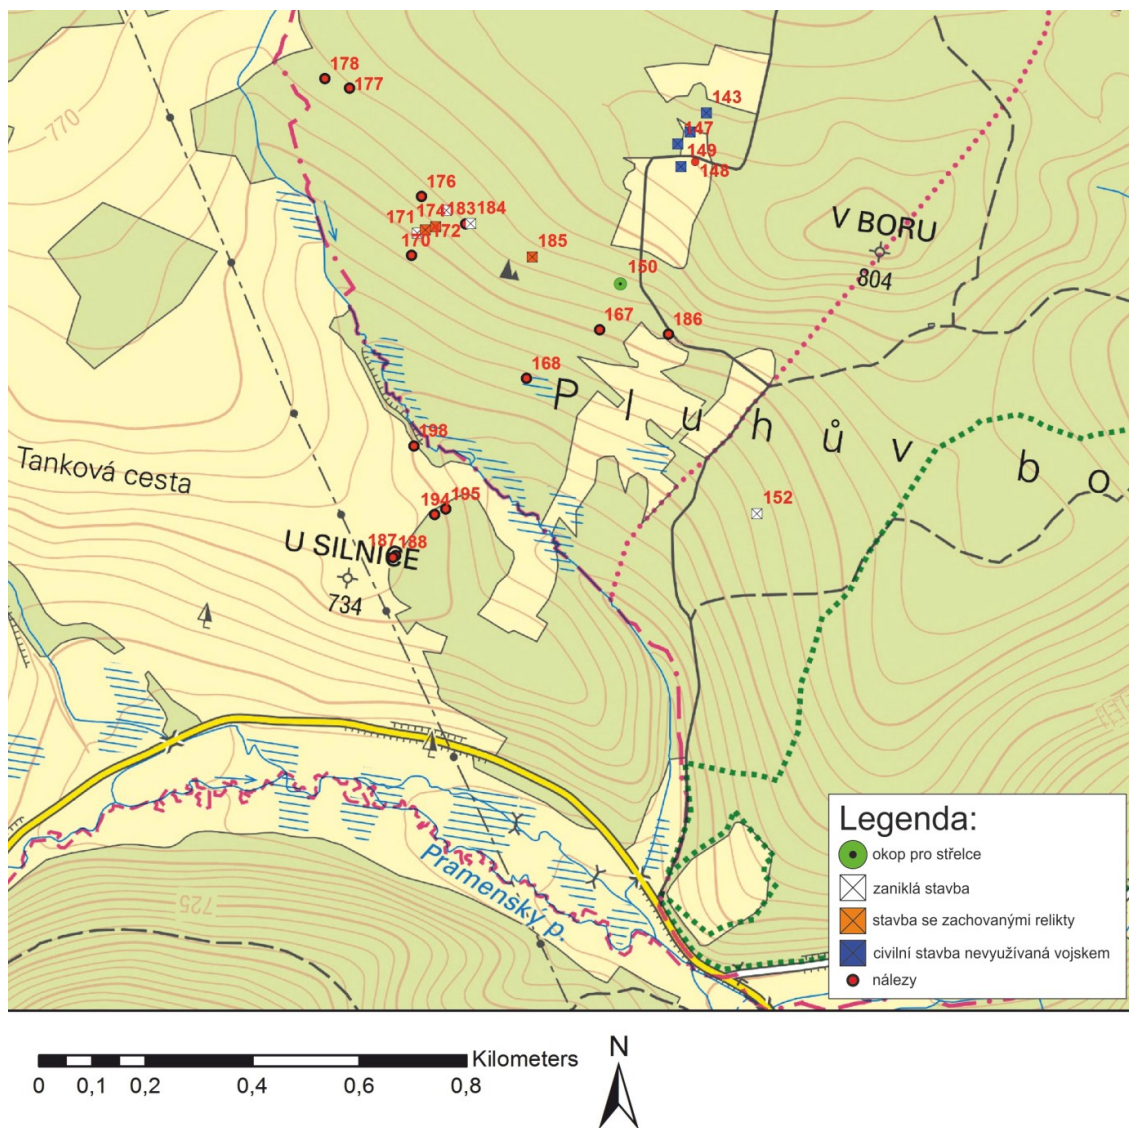 178
177
770
143
147
149
148
176
174
183
184
171
172
170
185
150
V BORU
804
167
186
168
Pluhův bo
198
Tanková cesta
194
195
152
187
188
U SILNICE
734
725
Pramenský p.
Legenda:
okop pro střelce
zaniklá stavba
stavba se zachovanými relikty
civilní stavba nevyužívaná vojskem
nálezy
Kilometers
0 0,1 0,2 0,4 0,6 0,8
N